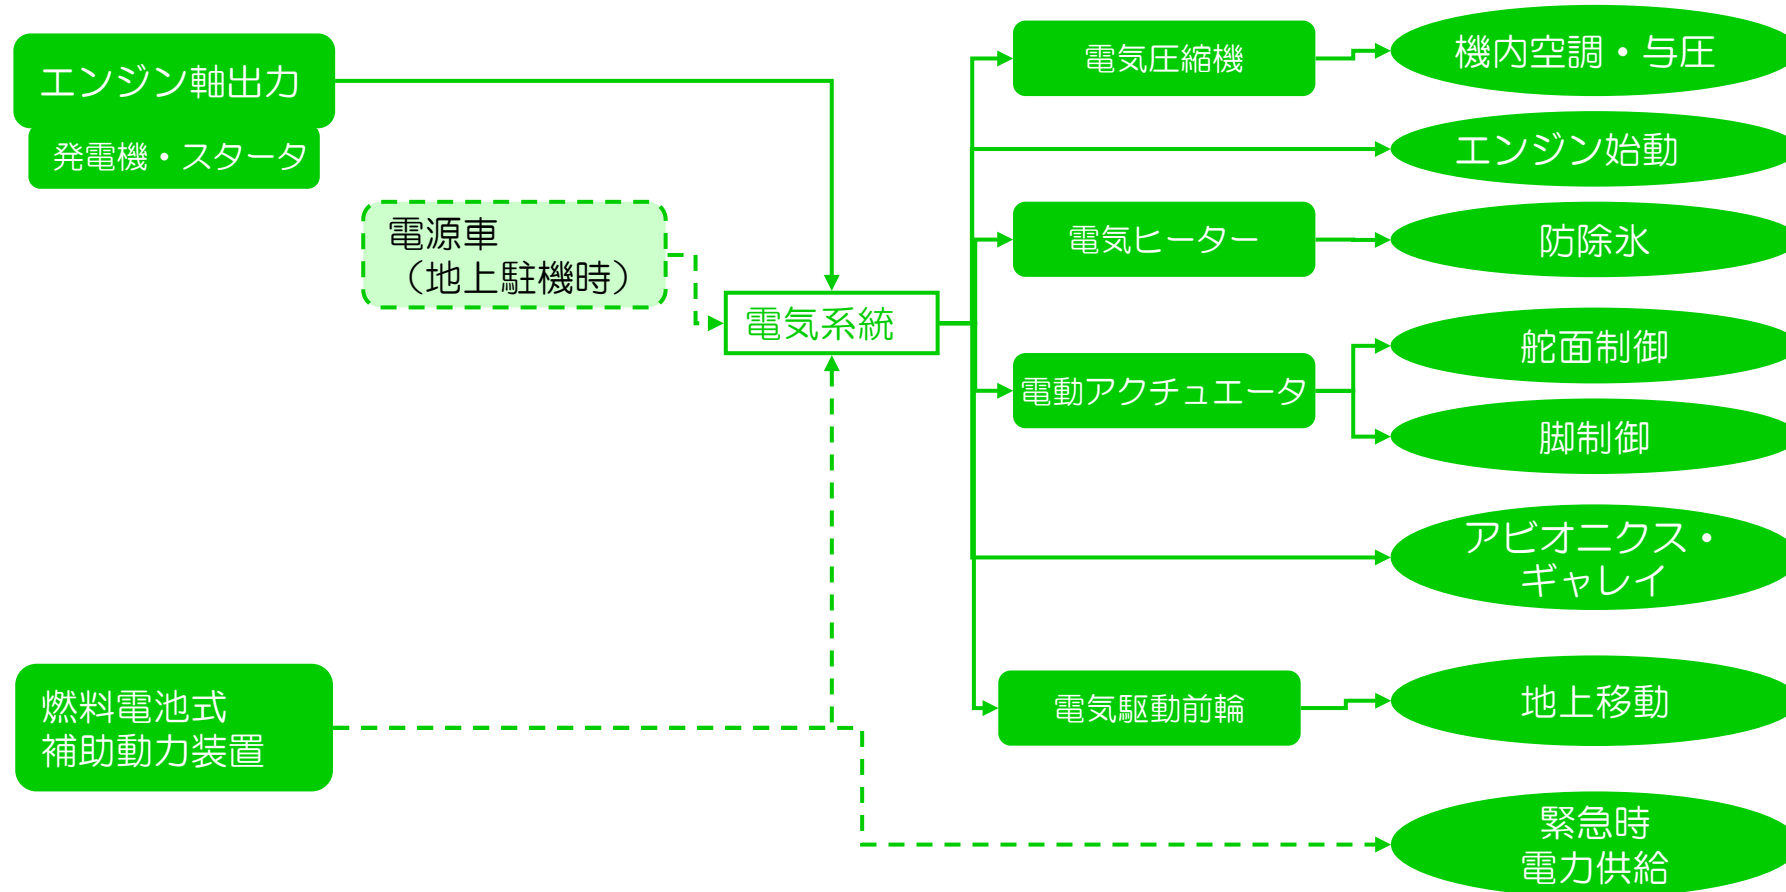 エンジン軸出力
発電機・スタータ
電源車
（地上駐機時）
電気系統
燃料電池式
補助動力装置
電気圧縮機
電気ヒーター
電動アクチュエータ
電気駆動前輪
機内空調・与圧
エンジン始動
防除氷
舵面制御
脚制御
アビオニクス・
ギャレイ
地上移動
緊急時
電力供給